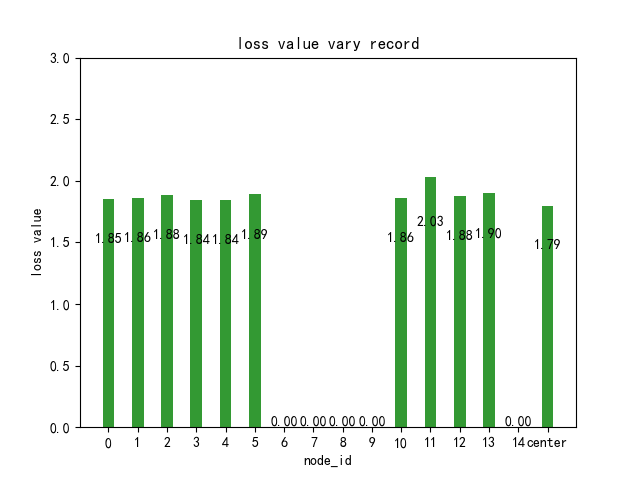 loss value vary record
3.0
2.5
2.0
1.5
1.0
0.5
0.0
loss value
1.85 1.86 1.88 1.84 1.84 1.89 0.00 0.00 0.00 0.00 1.86 2.03 1.88 1.90 0.00 1.79
0 1 2 3 4 5 6 7 8 9 10 11 12 13 14 center
node_id